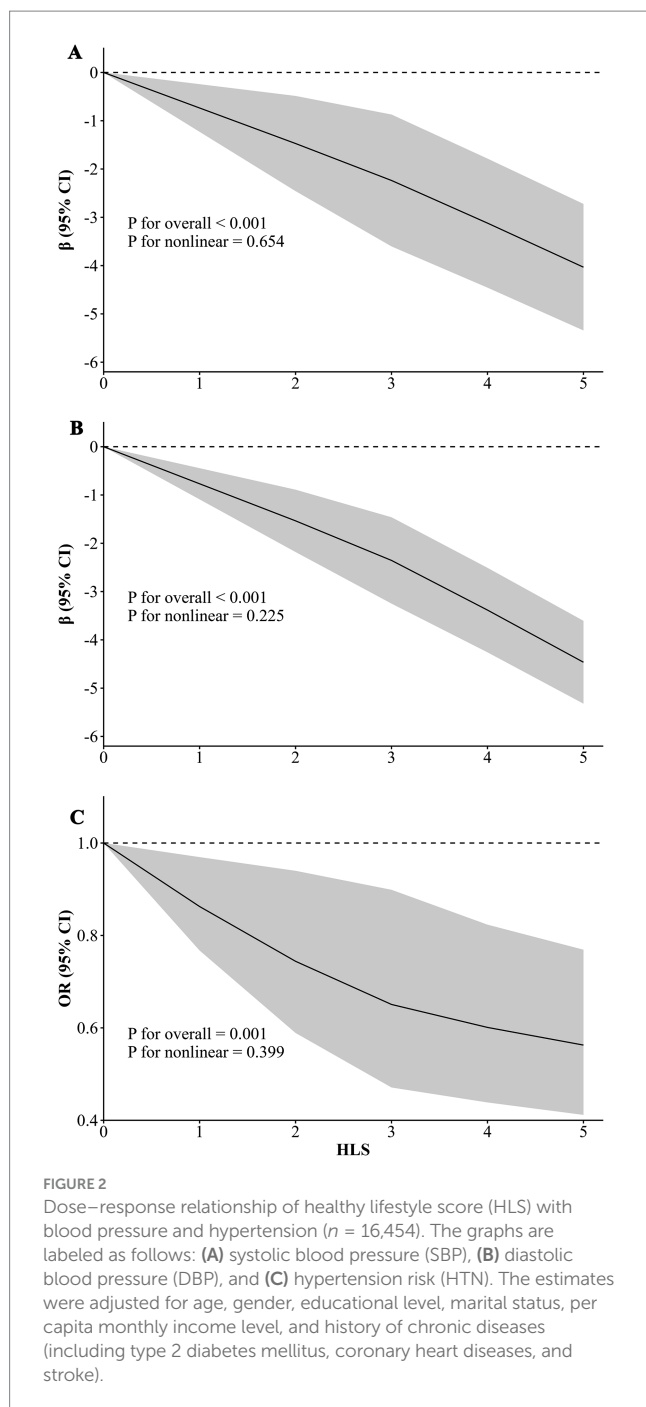 A
0
-1
-2
-3
-4
-5
-6
β (95% CI)
P for overall < 0.001
P for nonlinear = 0.654
0 1 2 3 4 5
B
0
-1
-2
-3
-4
-5
-6
β (95% CI)
P for overall < 0.001
P for nonlinear = 0.225
0 1 2 3 4 5
C
1.0
0.8
0.6
0.4
OR (95% CI)
P for overall = 0.001
P for nonlinear = 0.399
0 1 2 3 4 5
HLS
FIGURE 2
Dose–response relationship of healthy lifestyle score (HLS) with
blood pressure and hypertension (n = 16,454). The graphs are
labeled as follows: (A) systolic blood pressure (SBP), (B) diastolic
blood pressure (DBP), and (C) hypertension risk (HTN). The estimates
were adjusted for age, gender, educational level, marital status, per
capita monthly income level, and history of chronic diseases
(including type 2 diabetes mellitus, coronary heart diseases, and
stroke).